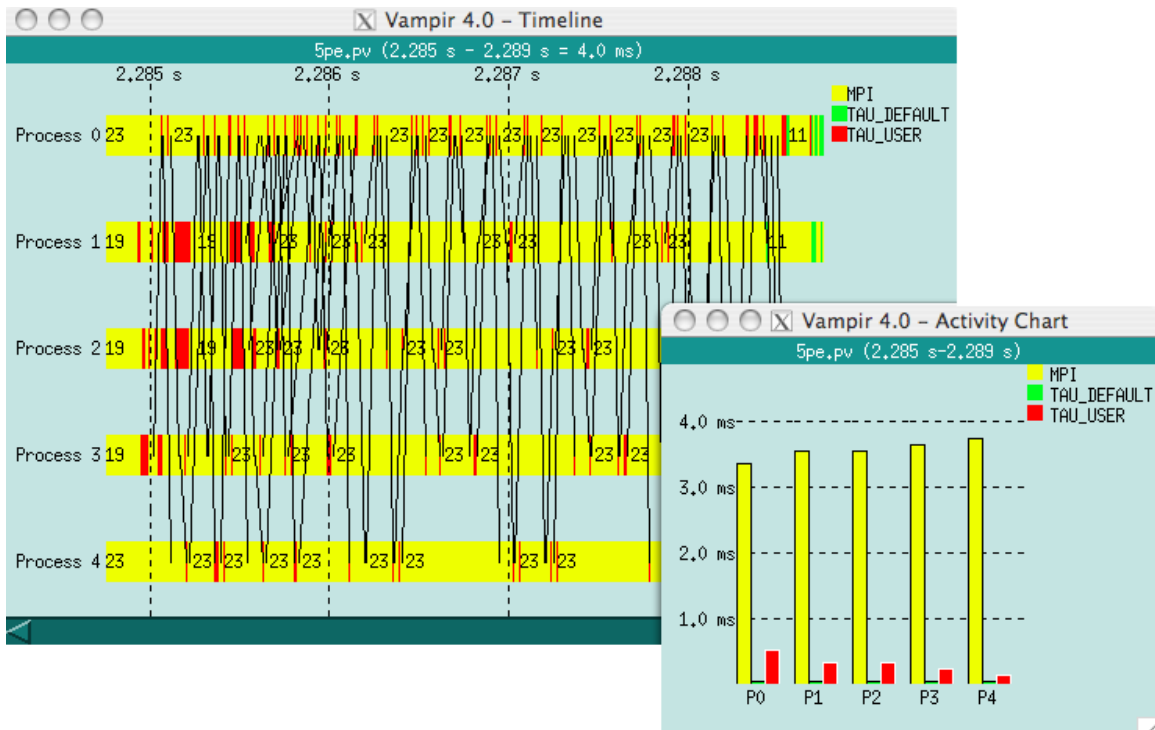 Vampir 4.0 – Timeline
5pe.pv (2.285 s - 2.289 s = 4.0 ms)
2.285 s 2.286 s 2.287 s 2.288 s
MPI
TAU_DEFAULT
TAU_USER
Process 0 23 23 23 23 23 23 23 23 23 23 23 11
Process 1 19 19 23 23 23 23 23 23 23 11
Process 2 19 19 23 23 23 23 23 23 23
Process 3 19 23 23 23 23 23 23 23
Process 4 23 23 23 23 23 23 23 23 23
Vampir 4.0 – Activity Chart
5pe.pv (2.285 s-2.289 s)
MPI
TAU_DEFAULT
TAU_USER
4.0 ms
3.0 ms
2.0 ms
1.0 ms
P0 P1 P2 P3 P4